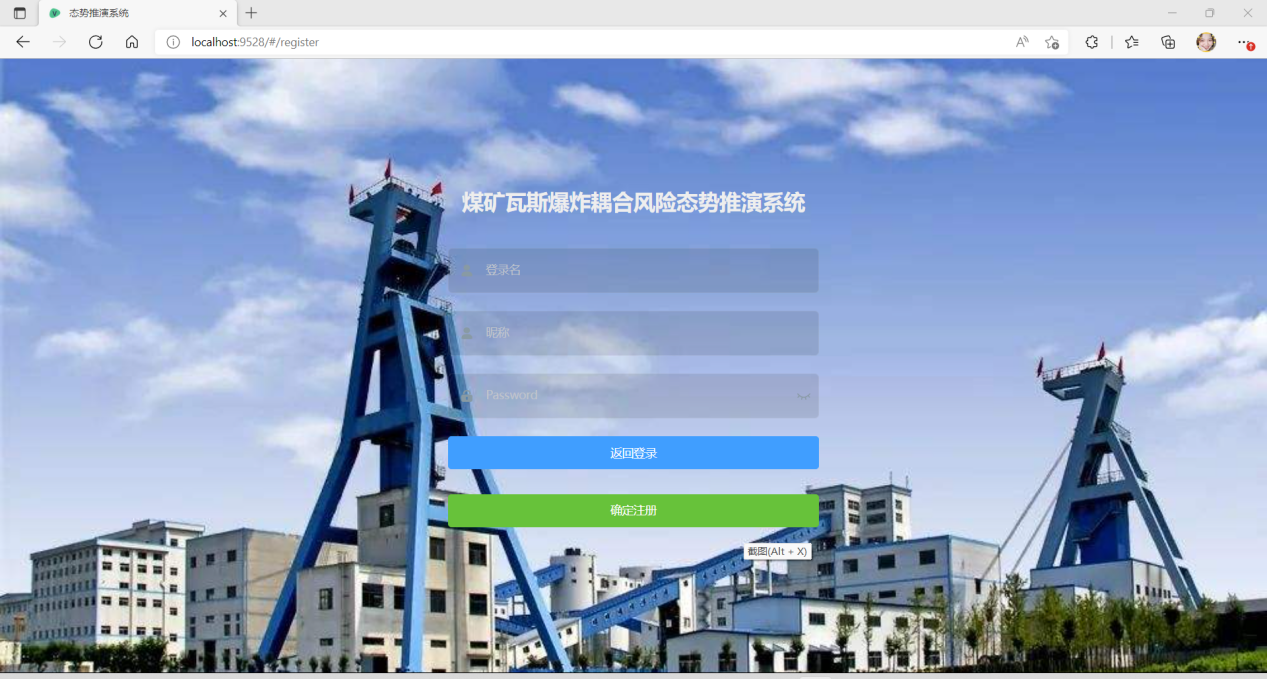 态势推演系统
localhost:9528/#/register
煤矿瓦斯爆炸耦合风险态势推演系统
登录名
昵称
Password
返回登录
确定注册
截图(Alt + X)